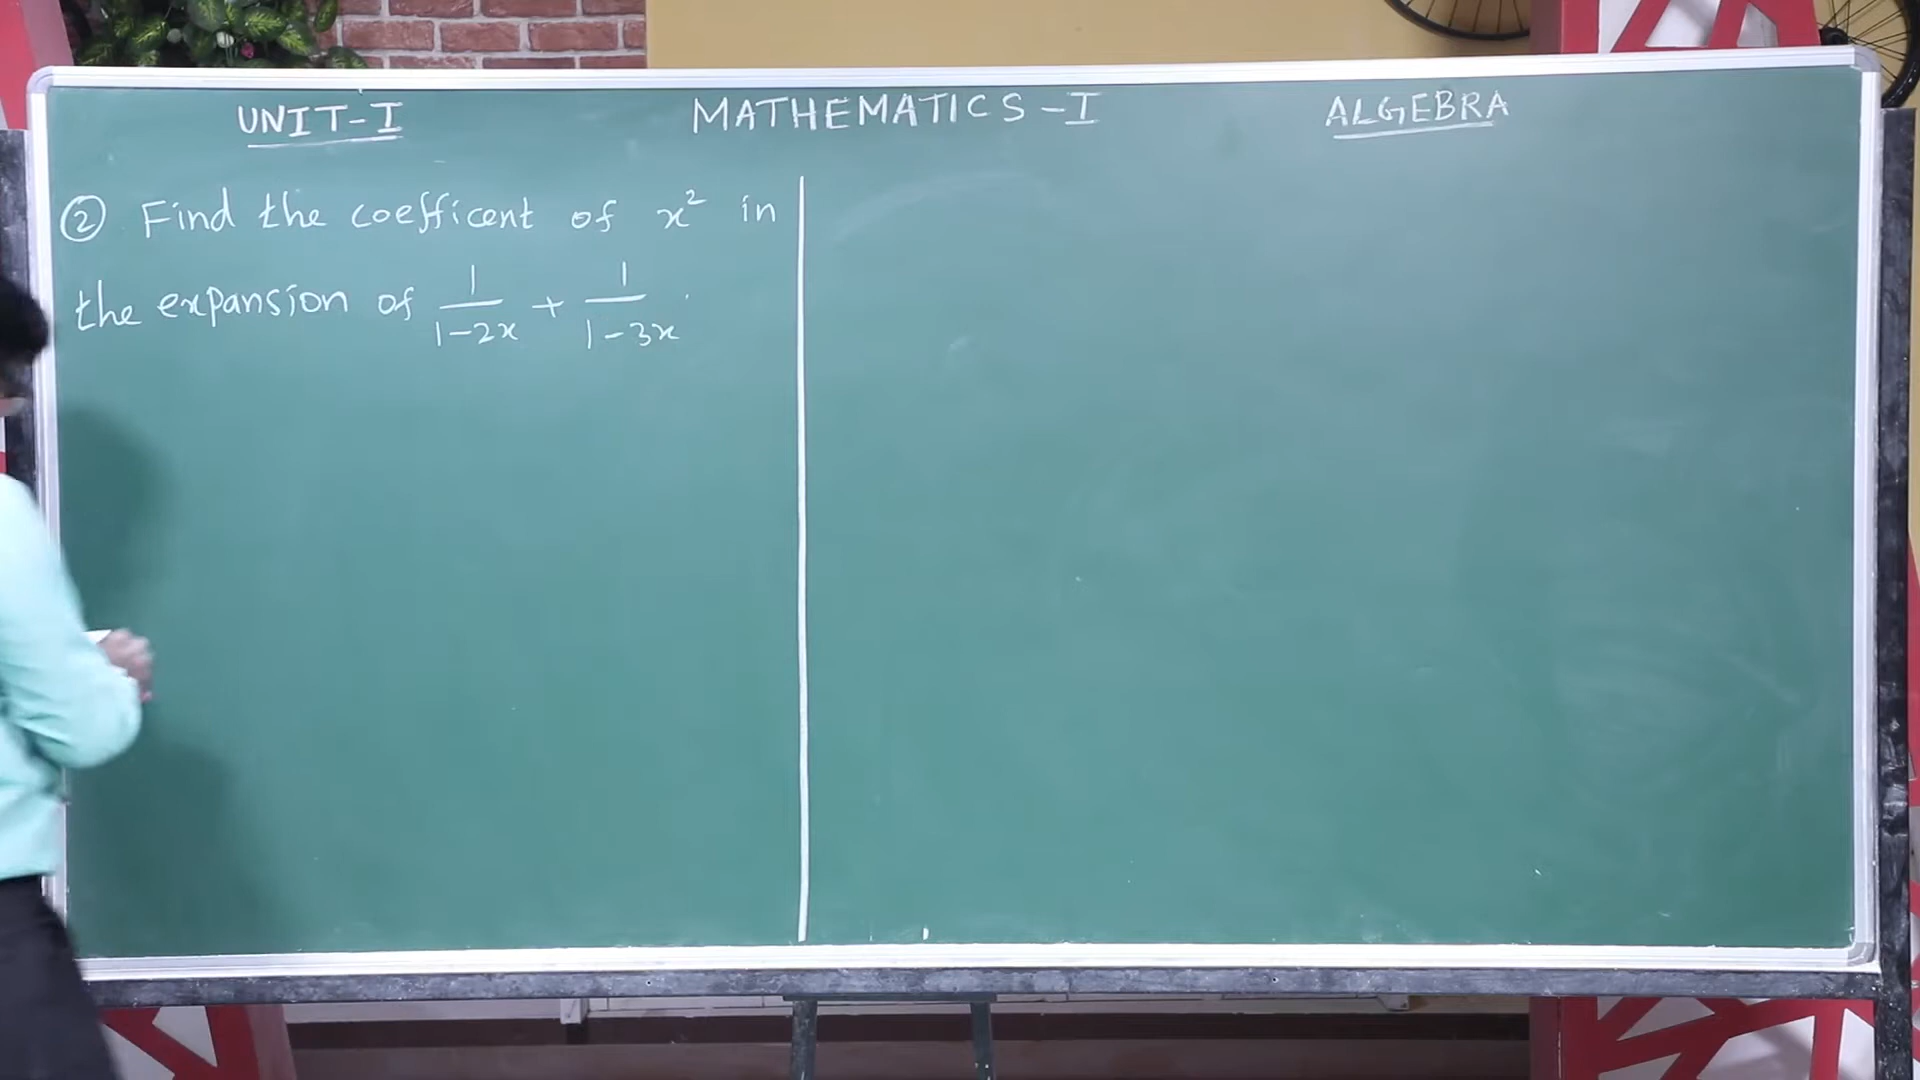 UNIT-I
MATHEMATICS-I
ALGEBRA
② Find the coefficent of x² in
the expansion of 1/(1-2x) + 1/(1-3x).